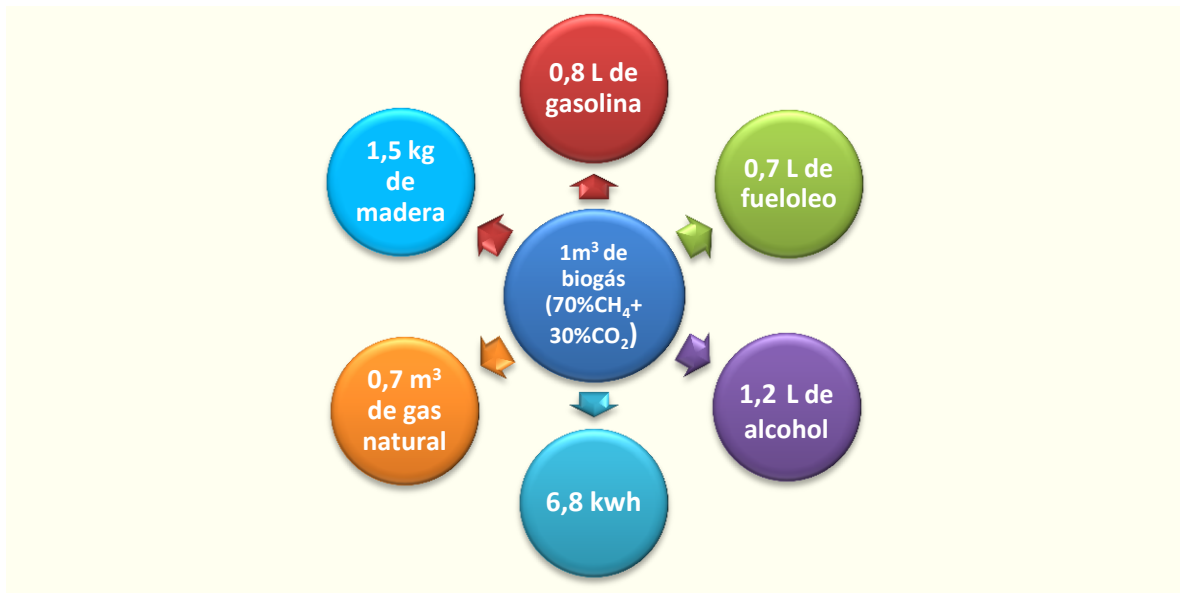 0,8 L de
gasolina
1,5 kg
de
madera
0,7 L de
fueloleo
1m³ de
biogás
(70%CH₄+
30%CO₂)
0,7 m³
de gas
natural
1,2 L de
alcohol
6,8 kwh